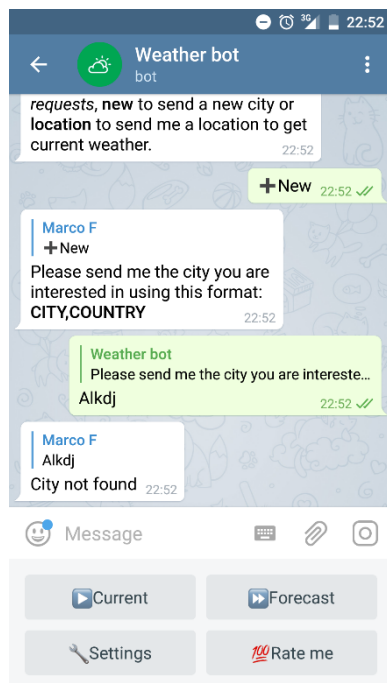 3G 22:52
Weather bot
bot
requests, new to send a new city or
location to send me a location to get
current weather.
22:52
➕New 22:52
Marco F
➕New
Please send me the city you are
interested in using this format:
CITY,COUNTRY
22:52
Weather bot
Please send me the city you are intereste...
Alkdj
22:52
Marco F
Alkdj
City not found 22:52
Message
Current
Forecast
Settings
💯Rate me